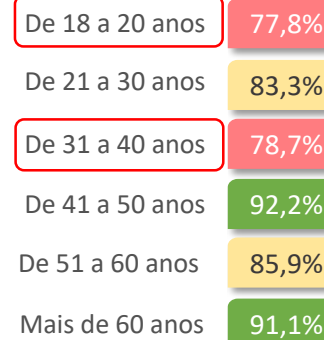 De 18 a 20 anos 77,8%
De 21 a 30 anos 83,3%
De 31 a 40 anos 78,7%
De 41 a 50 anos 92,2%
De 51 a 60 anos 85,9%
Mais de 60 anos 91,1%